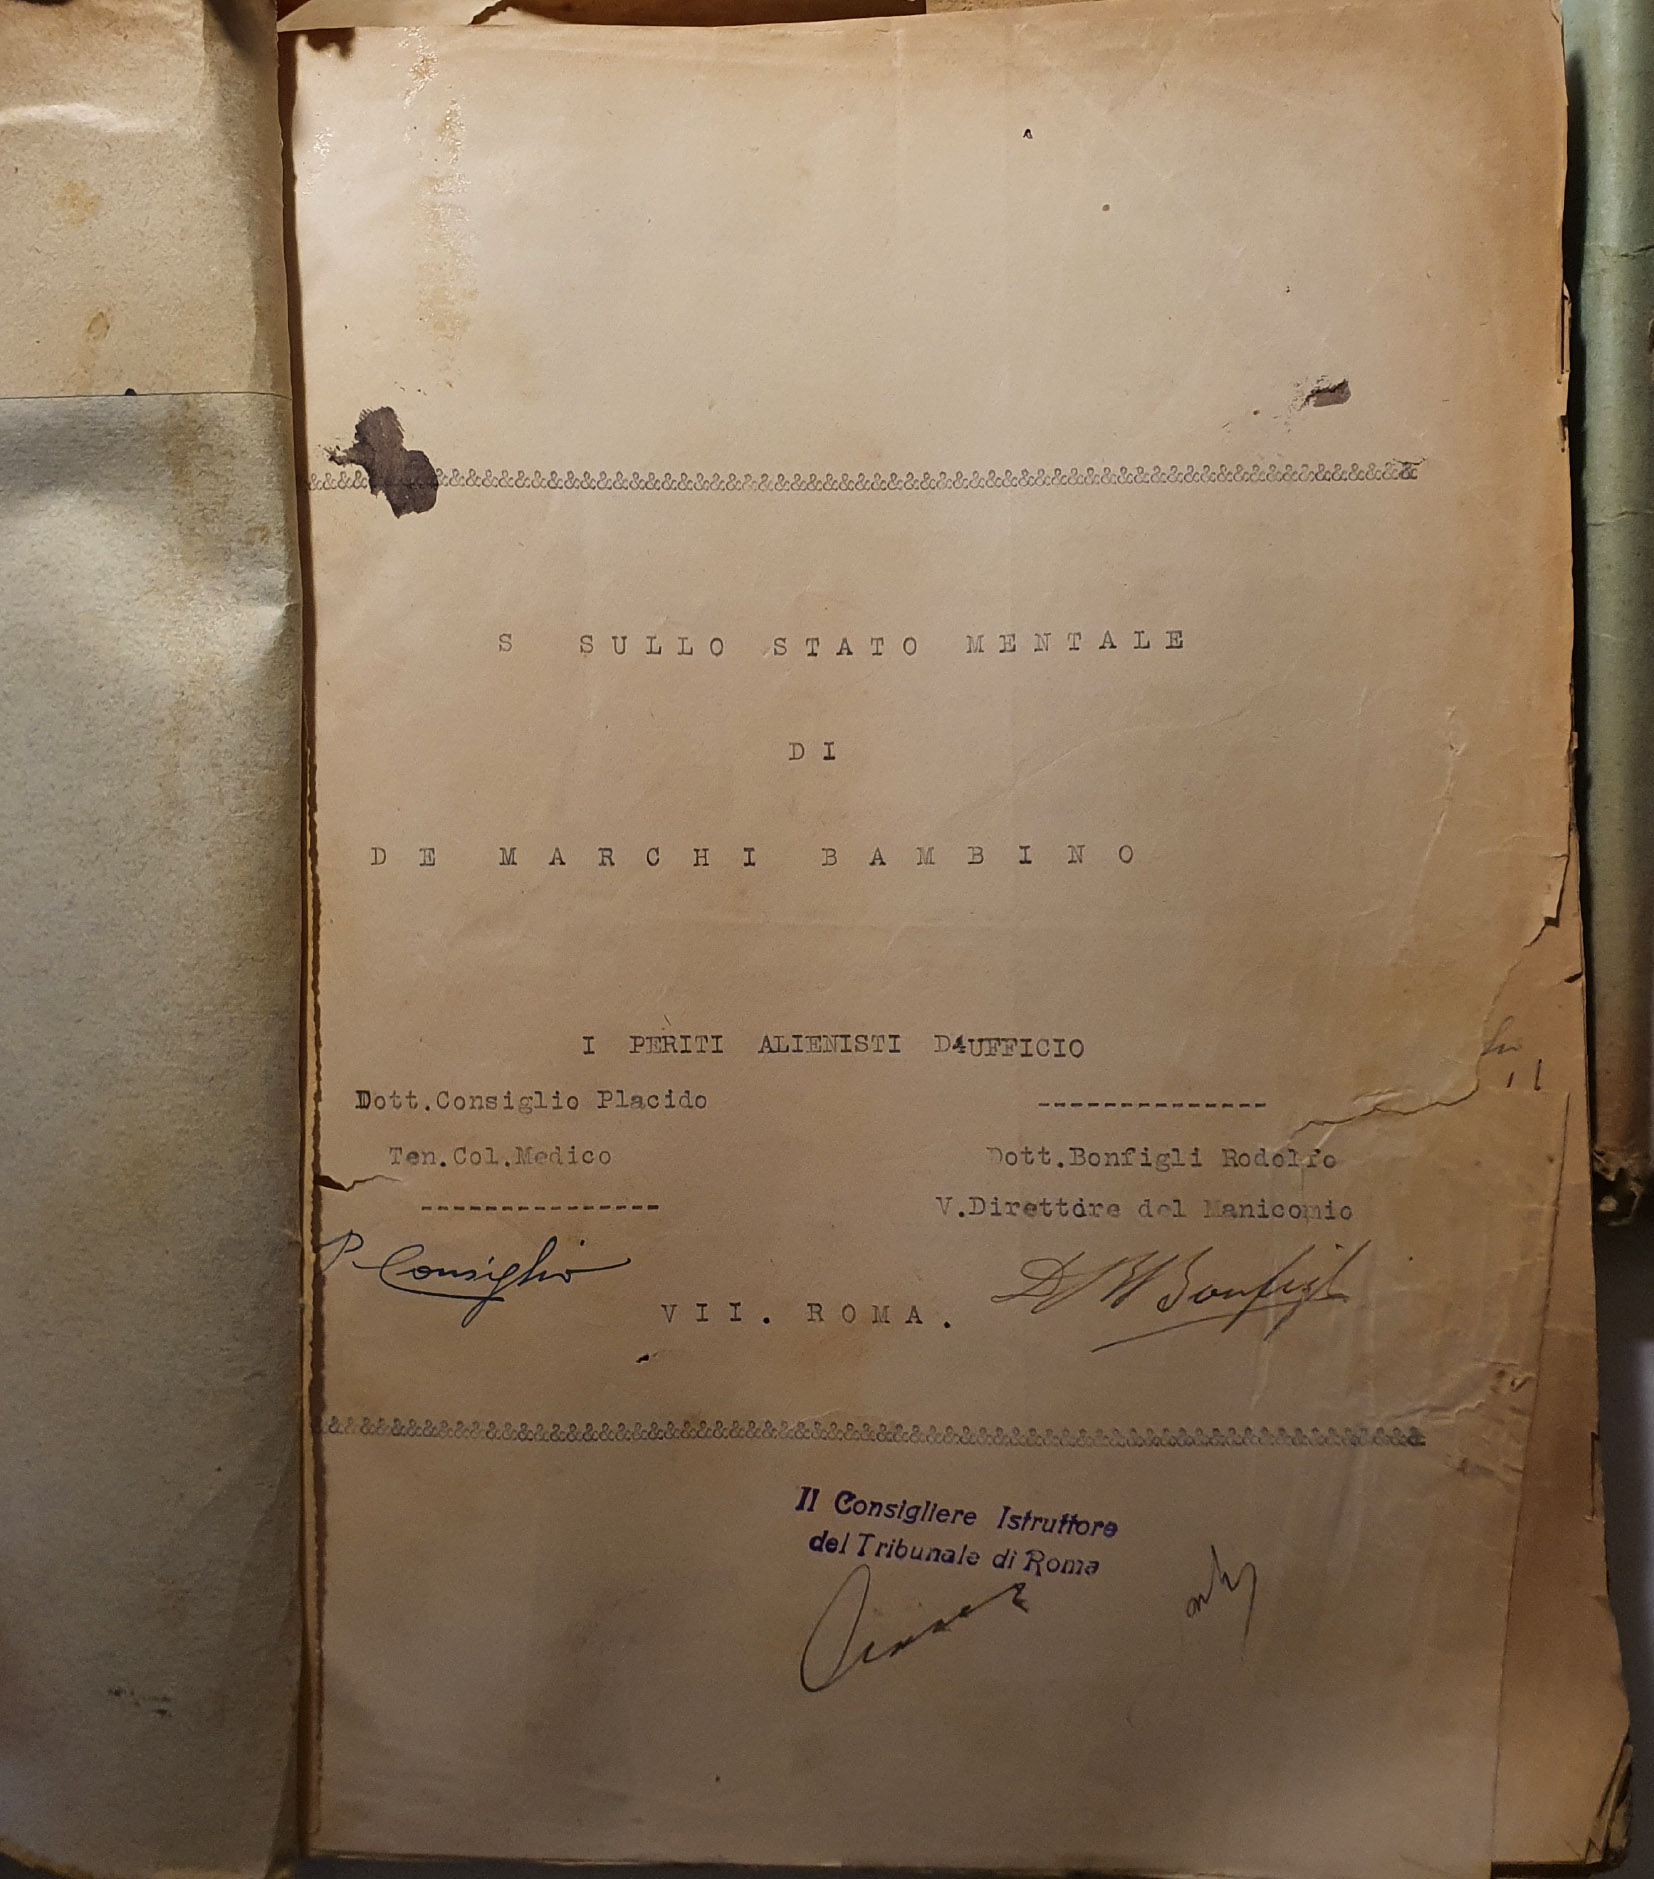 &&&&&&&&&&&&&&&&&&&&&&&&&&&&&&&&&&&&&&&&&&&&&&&&&&&&&&&&&&&&&&&&&&&&
S SULLO STATO MENTALE
DI
DE MARCHI BAMBINO
I PERITI ALIENISTI D4UFFICIO
Dott.Consiglio Placido
--------------
Ten.Col.Medico
Dott.Bonfigli Rodolfo
---------------
V.Direttore del Manicomio
P Consiglio
Bonfigli
VII. ROMA.
&&&&&&&&&&&&&&&&&&&&&&&&&&&&&&&&&&&&&&&&&&&&&&&&&&&&&&&&&&&&&&&&&&&&
Il Consigliere Istruttore
del Tribunale di Roma